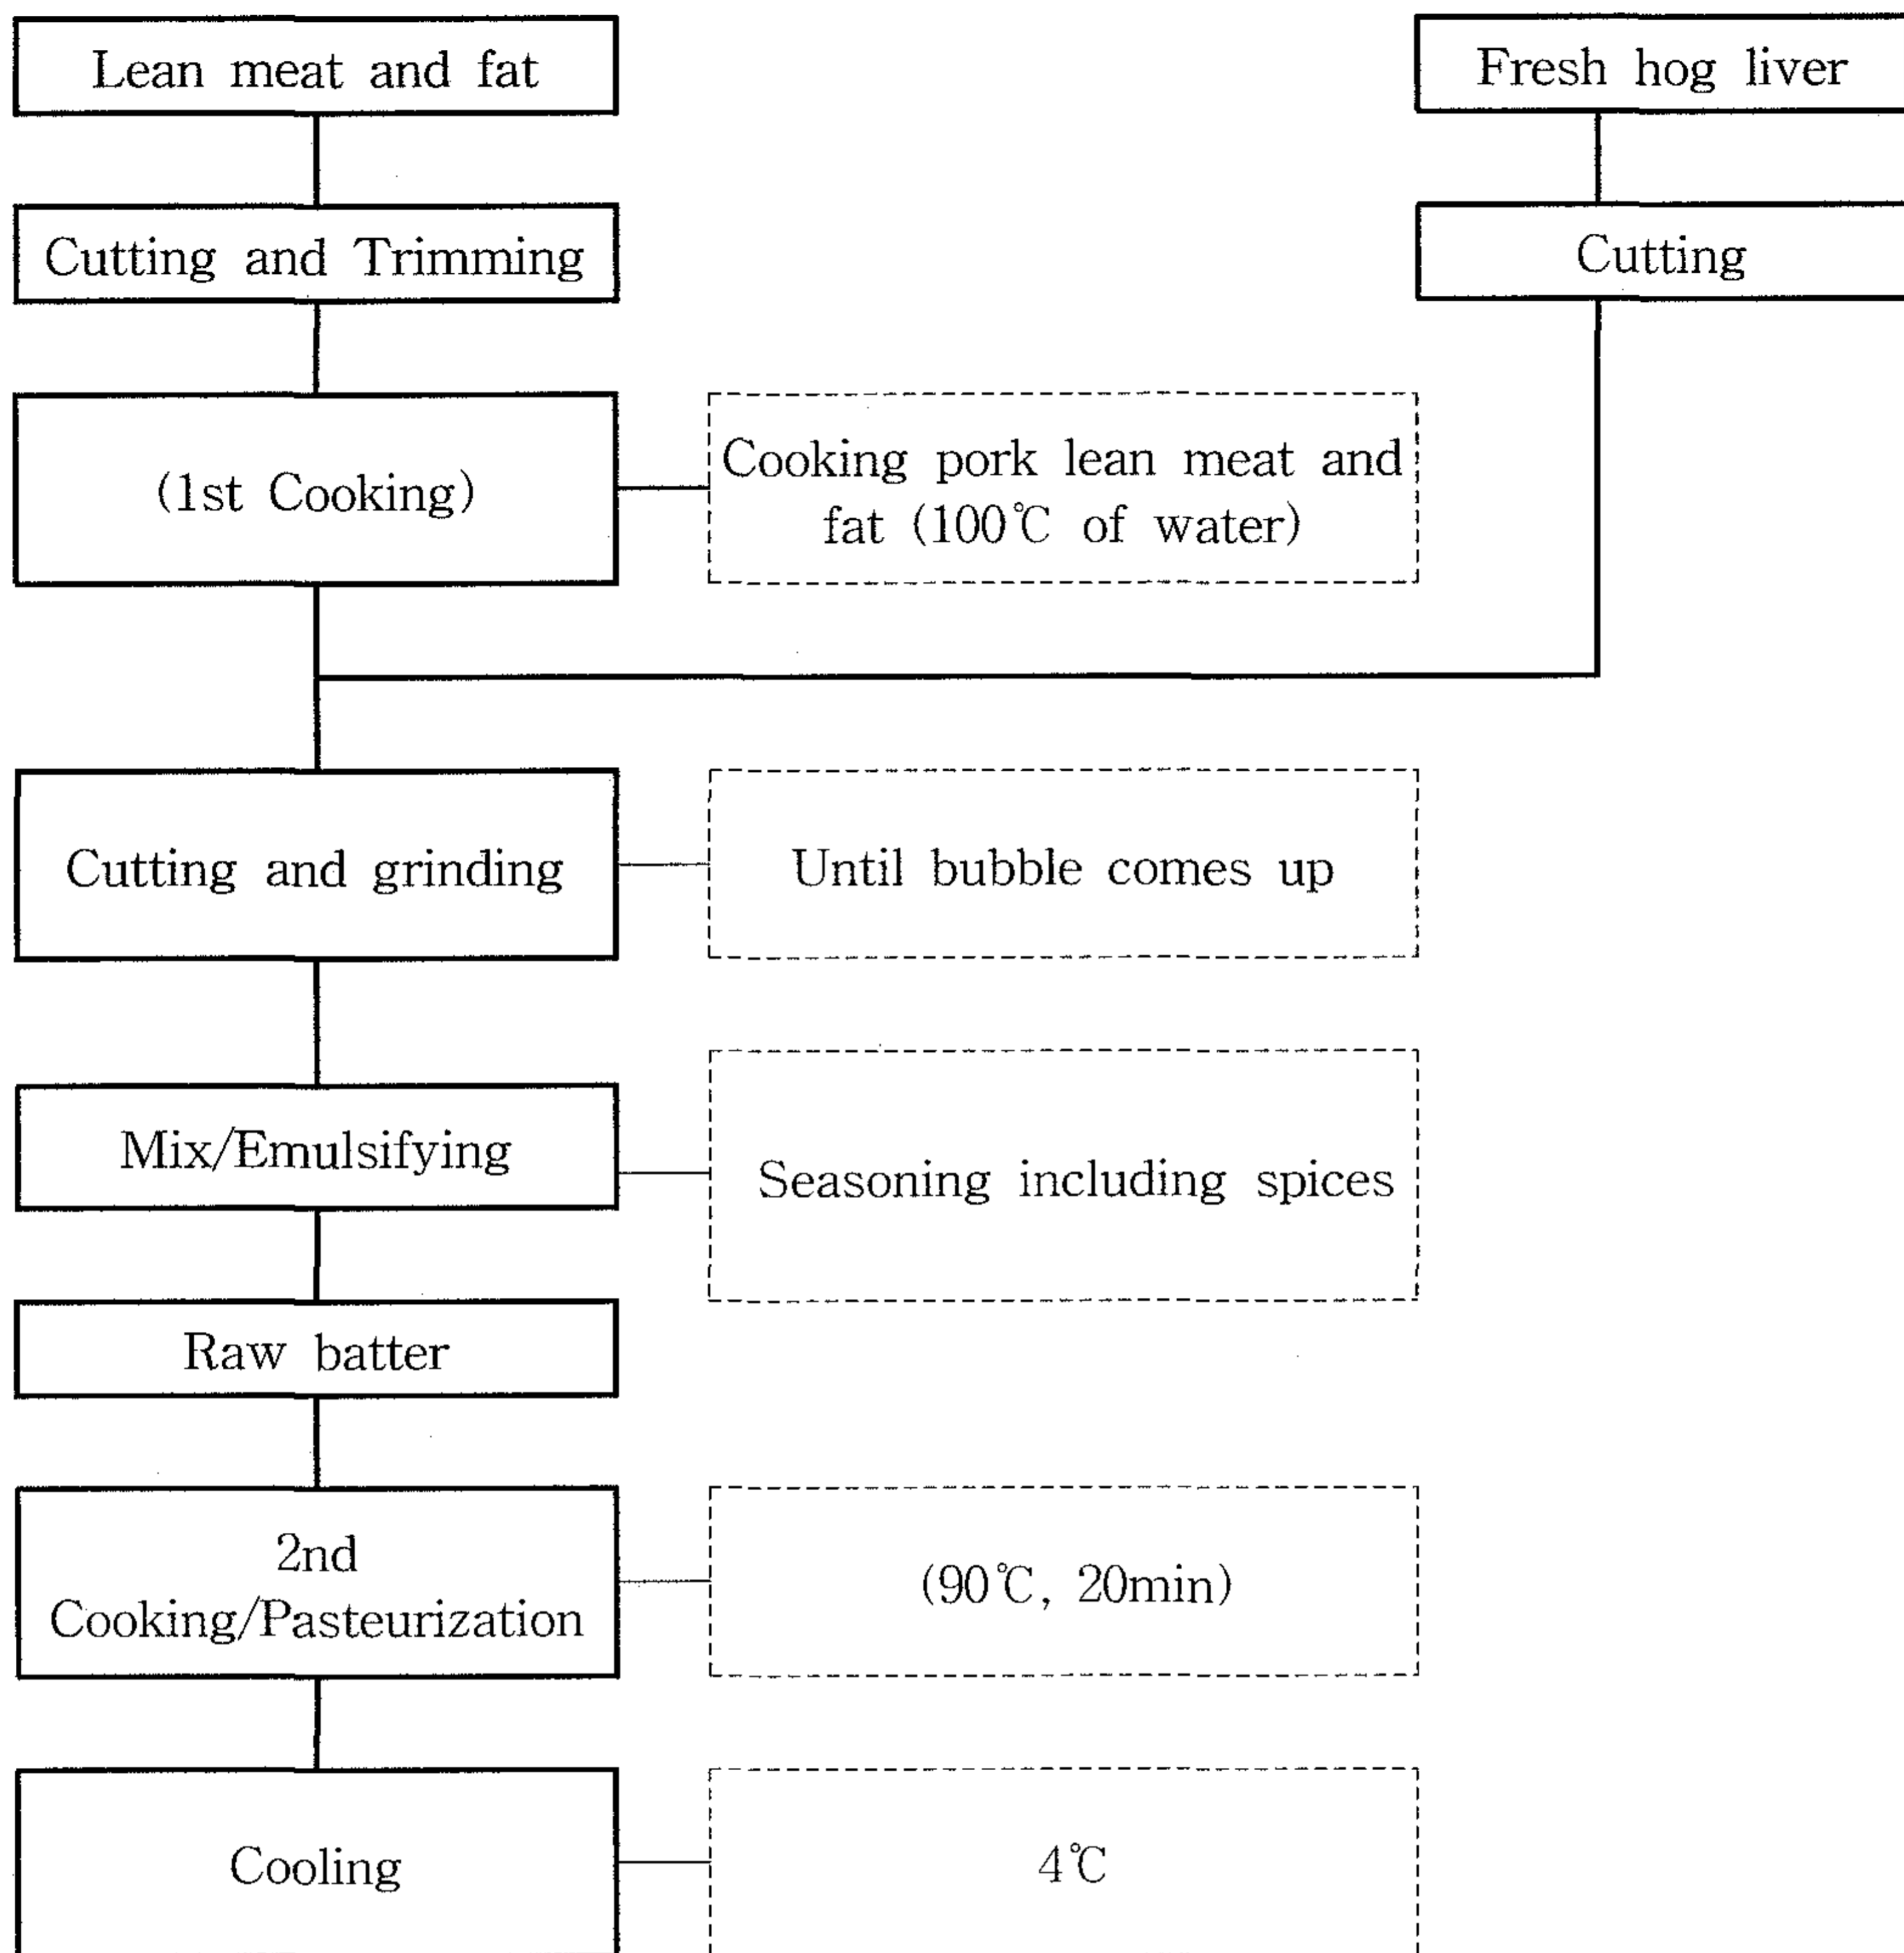 Lean meat and fat
Fresh hog liver
Cutting and Trimming
Cutting
(1st Cooking)
Cooking pork lean meat and
fat (100℃ of water)
Cutting and grinding
Until bubble comes up
Mix/Emulsifying
Seasoning including spices
Raw batter
2nd
Cooking/Pasteurization
(90℃, 20min)
Cooling
4℃